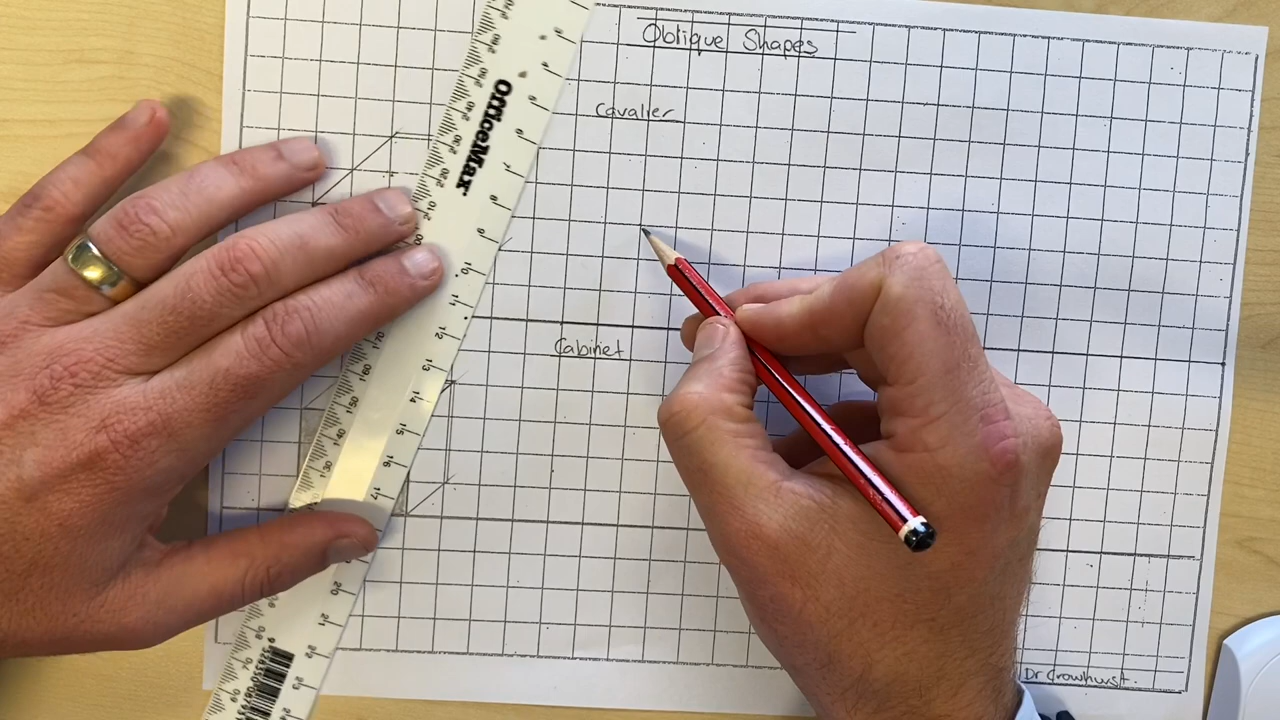 Oblique Shapes
Cavalier
OfficeMax
Cabinet
Dr Crowhurst.